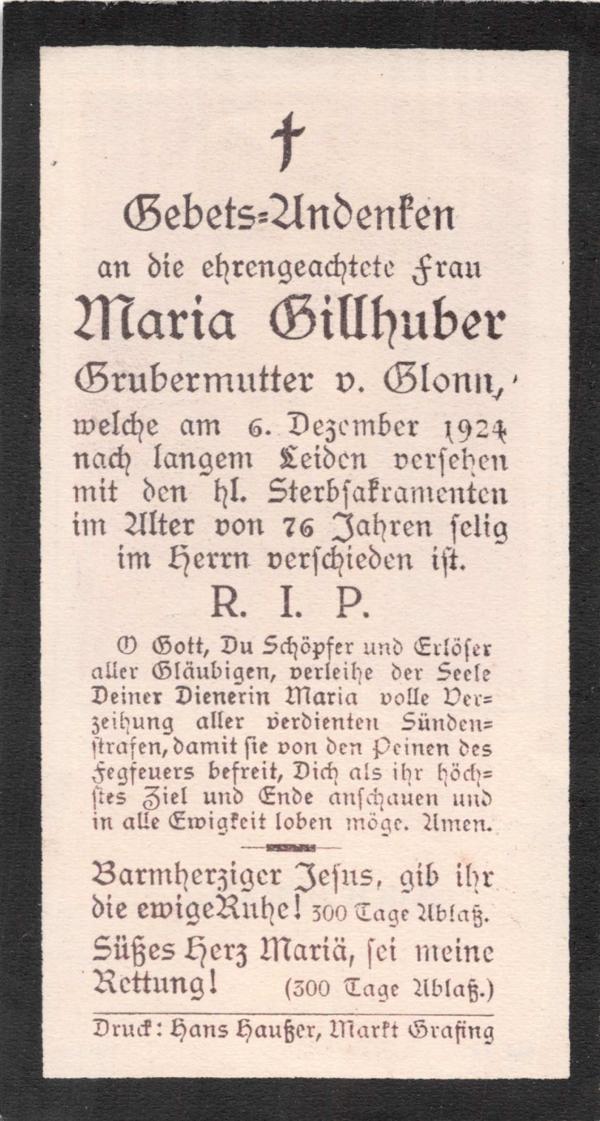 Gebets=Andenken
an die ehrengeachtete Frau
Maria Gillhuber
Grubermutter v. Glonn,
welche am 6. Dezember 1924
nach langem Leiden versehen
mit den hl. Sterbsakramenten
im Alter von 76 Jahren selig
im Herrn verschieden ist.
R. I. P.
O Gott, Du Schöpfer und Erlöser
aller Gläubigen, verleihe der Seele
Deiner Dienerin Maria volle Ver=
zeihung aller verdienten Sünden=
strafen, damit sie von den Peinen des
Fegfeuers befreit, Dich als ihr höch=
stes Ziel und Ende anschauen und
in alle Ewigkeit loben möge. Amen.
Barmherziger Jesus, gib ihr
die ewige Ruhe! 300 Tage Ablaß.
Süßes Herz Mariä, sei meine
Rettung! (300 Tage Ablaß.)
Druck: Hans Haußer, Markt Grafing